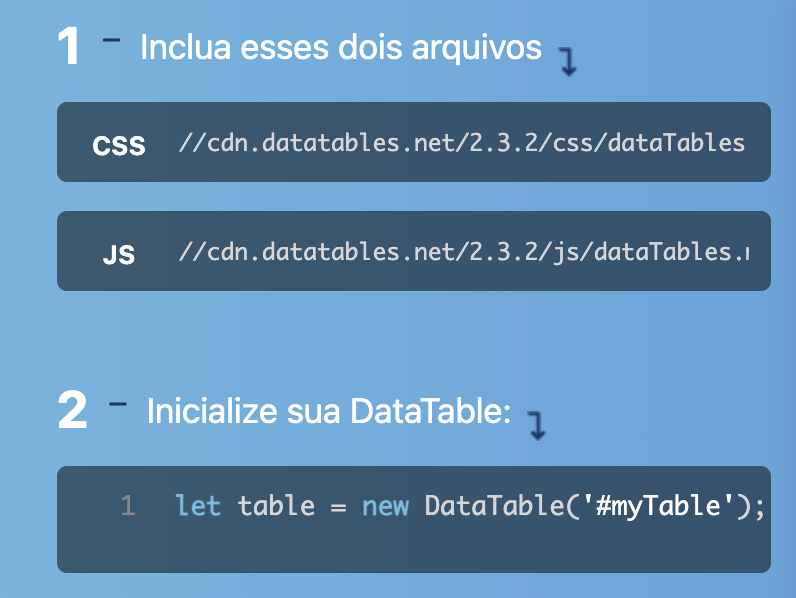 1 – Inclua esses dois arquivos
CSS //cdn.datatables.net/2.3.2/css/dataTables
JS //cdn.datatables.net/2.3.2/js/dataTables.
2 – Inicialize sua DataTable:
1 let table = new DataTable('#myTable');